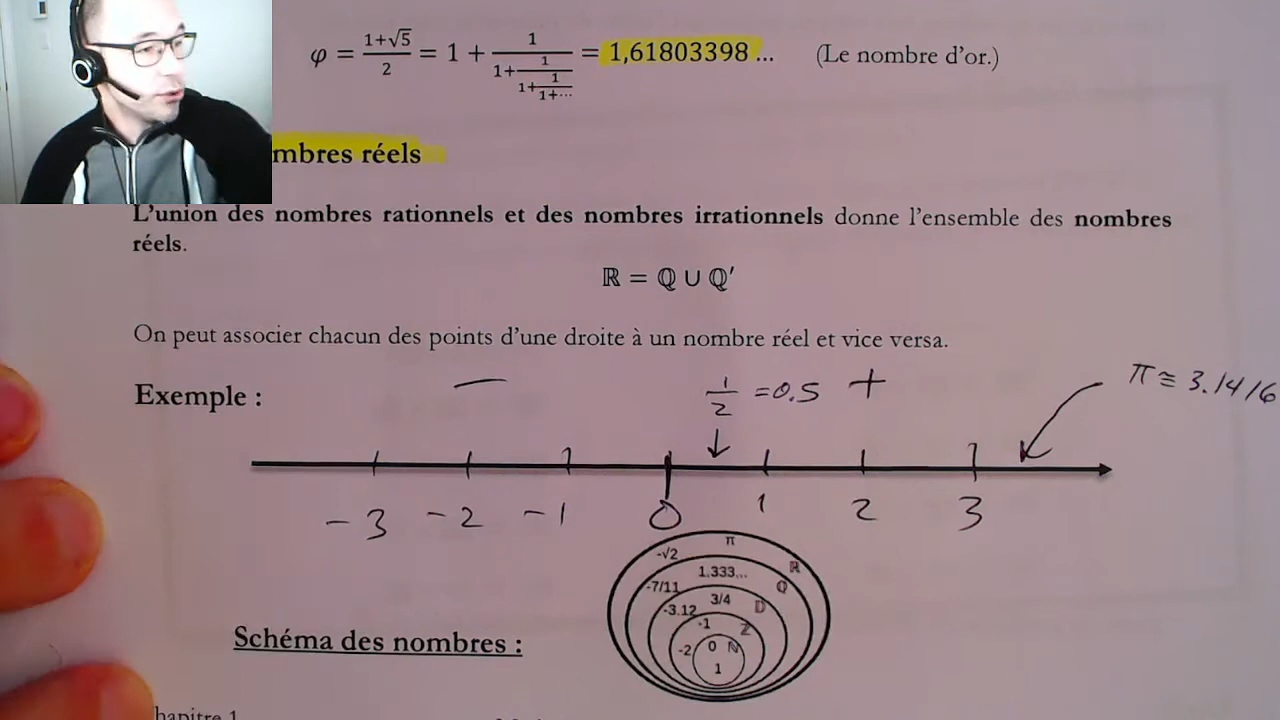 φ = (1+√5)/2 = 1 + 1/(1+1/(1+1/(1+⋯))) = 1,61803398 ... (Le nombre d'or.)
mbres réels
L'union des nombres rationnels et des nombres irrationnels donne l'ensemble des nombres
réels.
ℝ = ℚ ∪ ℚ′
On peut associer chacun des points d'une droite à un nombre réel et vice versa.
Exemple : − 1/2 = 0.5 + π ≅ 3.1416
-3 -2 -1 0 1 2 3
-√2 π ℝ
-7/11 1.333... ℚ
-3.12 3/4 D
-1 ℤ
-2 0 ℕ
1
Schéma des nombres :
hapitre 1